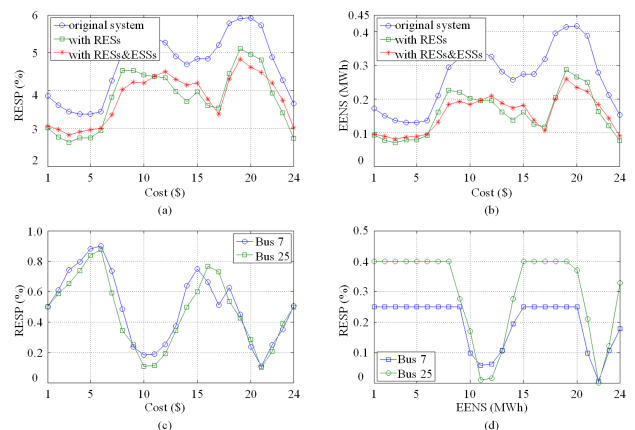 6
5
4
3
2
RESP (%)
original system
with RESs
with RESs&ESSs
1 5 10 15 20 24
Cost ($)
(a)
0.45
0.4
0.3
0.2
0.1
0
EENS (MWh)
original system
with RESs
with RESs&ESSs
1 5 10 15 20 24
Cost ($)
(b)
1.0
0.8
0.6
0.4
0.2
0
RESP (%)
Bus 7
Bus 25
1 5 10 15 20 24
Cost ($)
(c)
0.5
0.4
0.3
0.2
0.1
0
RESP (%)
Bus 7
Bus 25
1 5 10 15 20 24
EENS (MWh)
(d)